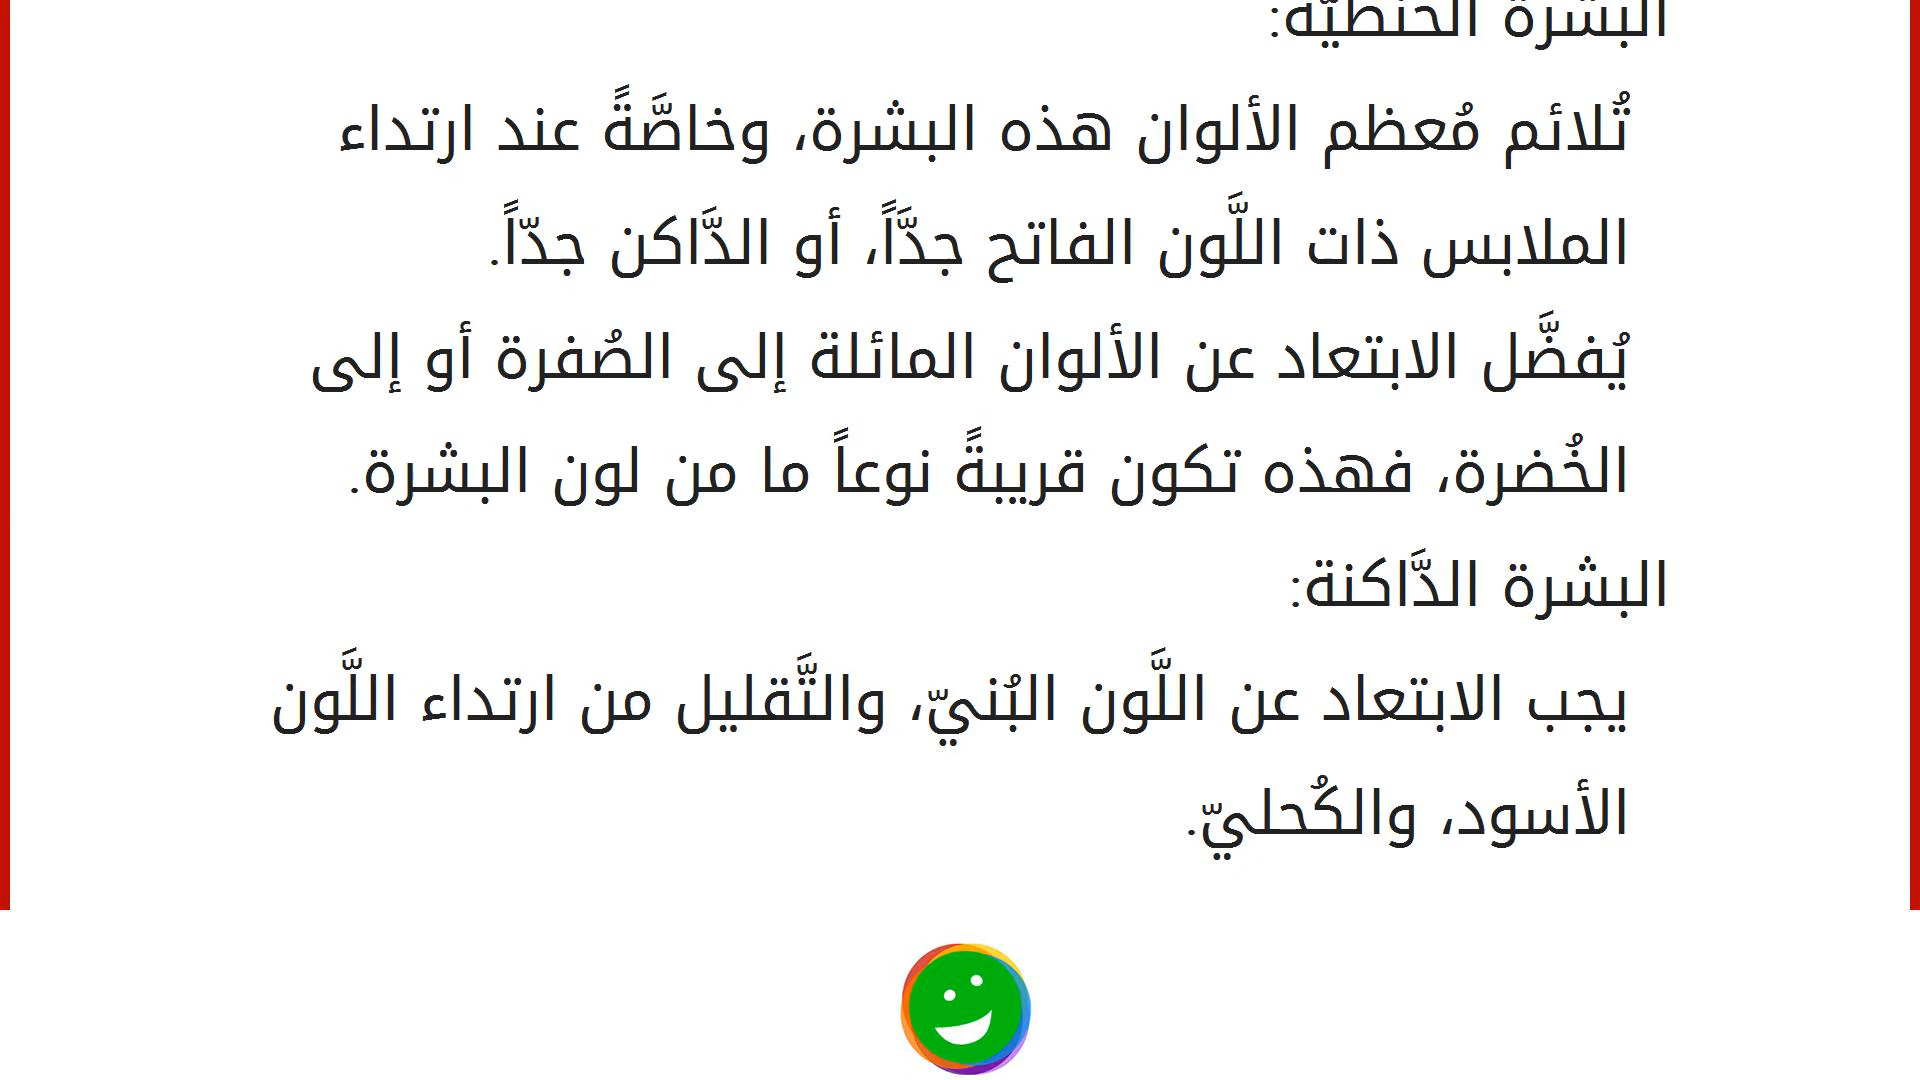 البشرة الحنطيّة:
تُلائم مُعظم الألوان هذه البشرة، وخاصَّةً عند ارتداء
الملابس ذات اللَّون الفاتح جدَّاً، أو الدَّاكن جدّاً.
يُفضَّل الابتعاد عن الألوان المائلة إلى الصُفرة أو إلى
الخُضرة، فهذه تكون قريبةً نوعاً ما من لون البشرة.
البشرة الدَّاكنة:
يجب الابتعاد عن اللَّون البُنيّ، والتَّقليل من ارتداء اللَّون
الأسود، والكُحليّ.